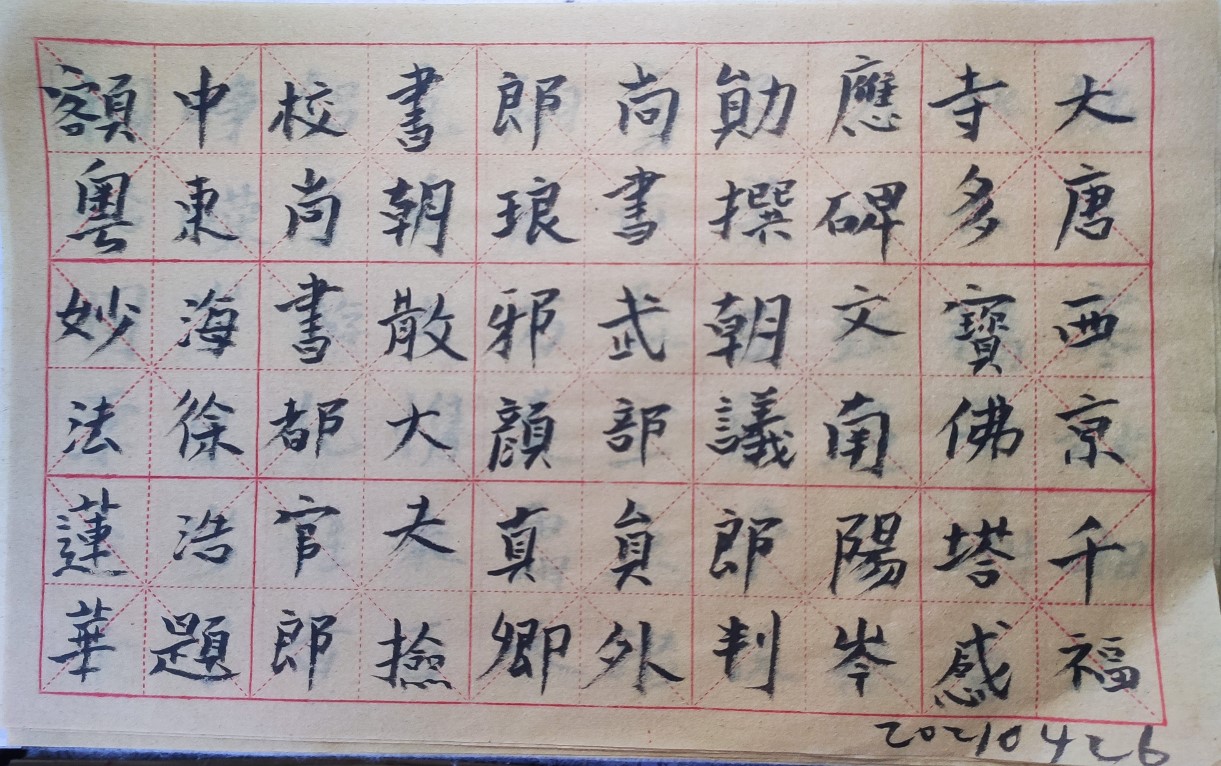 大唐西京千福
寺多寶佛塔感
應碑文南陽岑
勛撰朝議郎判
尚書武部員外
郎琅邪顏真卿
書朝散大夫撿
校尚書都官郎
中東海徐浩題
額粵妙法蓮華
20210426